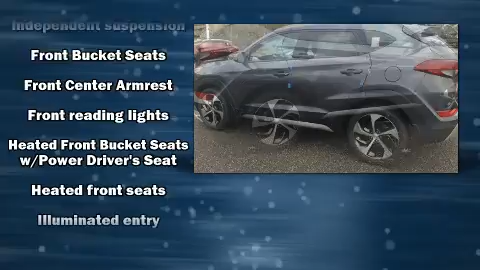 Independent suspension
Front Bucket Seats
Front Center Armrest
Front reading lights
Heated Front Bucket Seats
w/Power Driver's Seat
Heated front seats
Illuminated entry